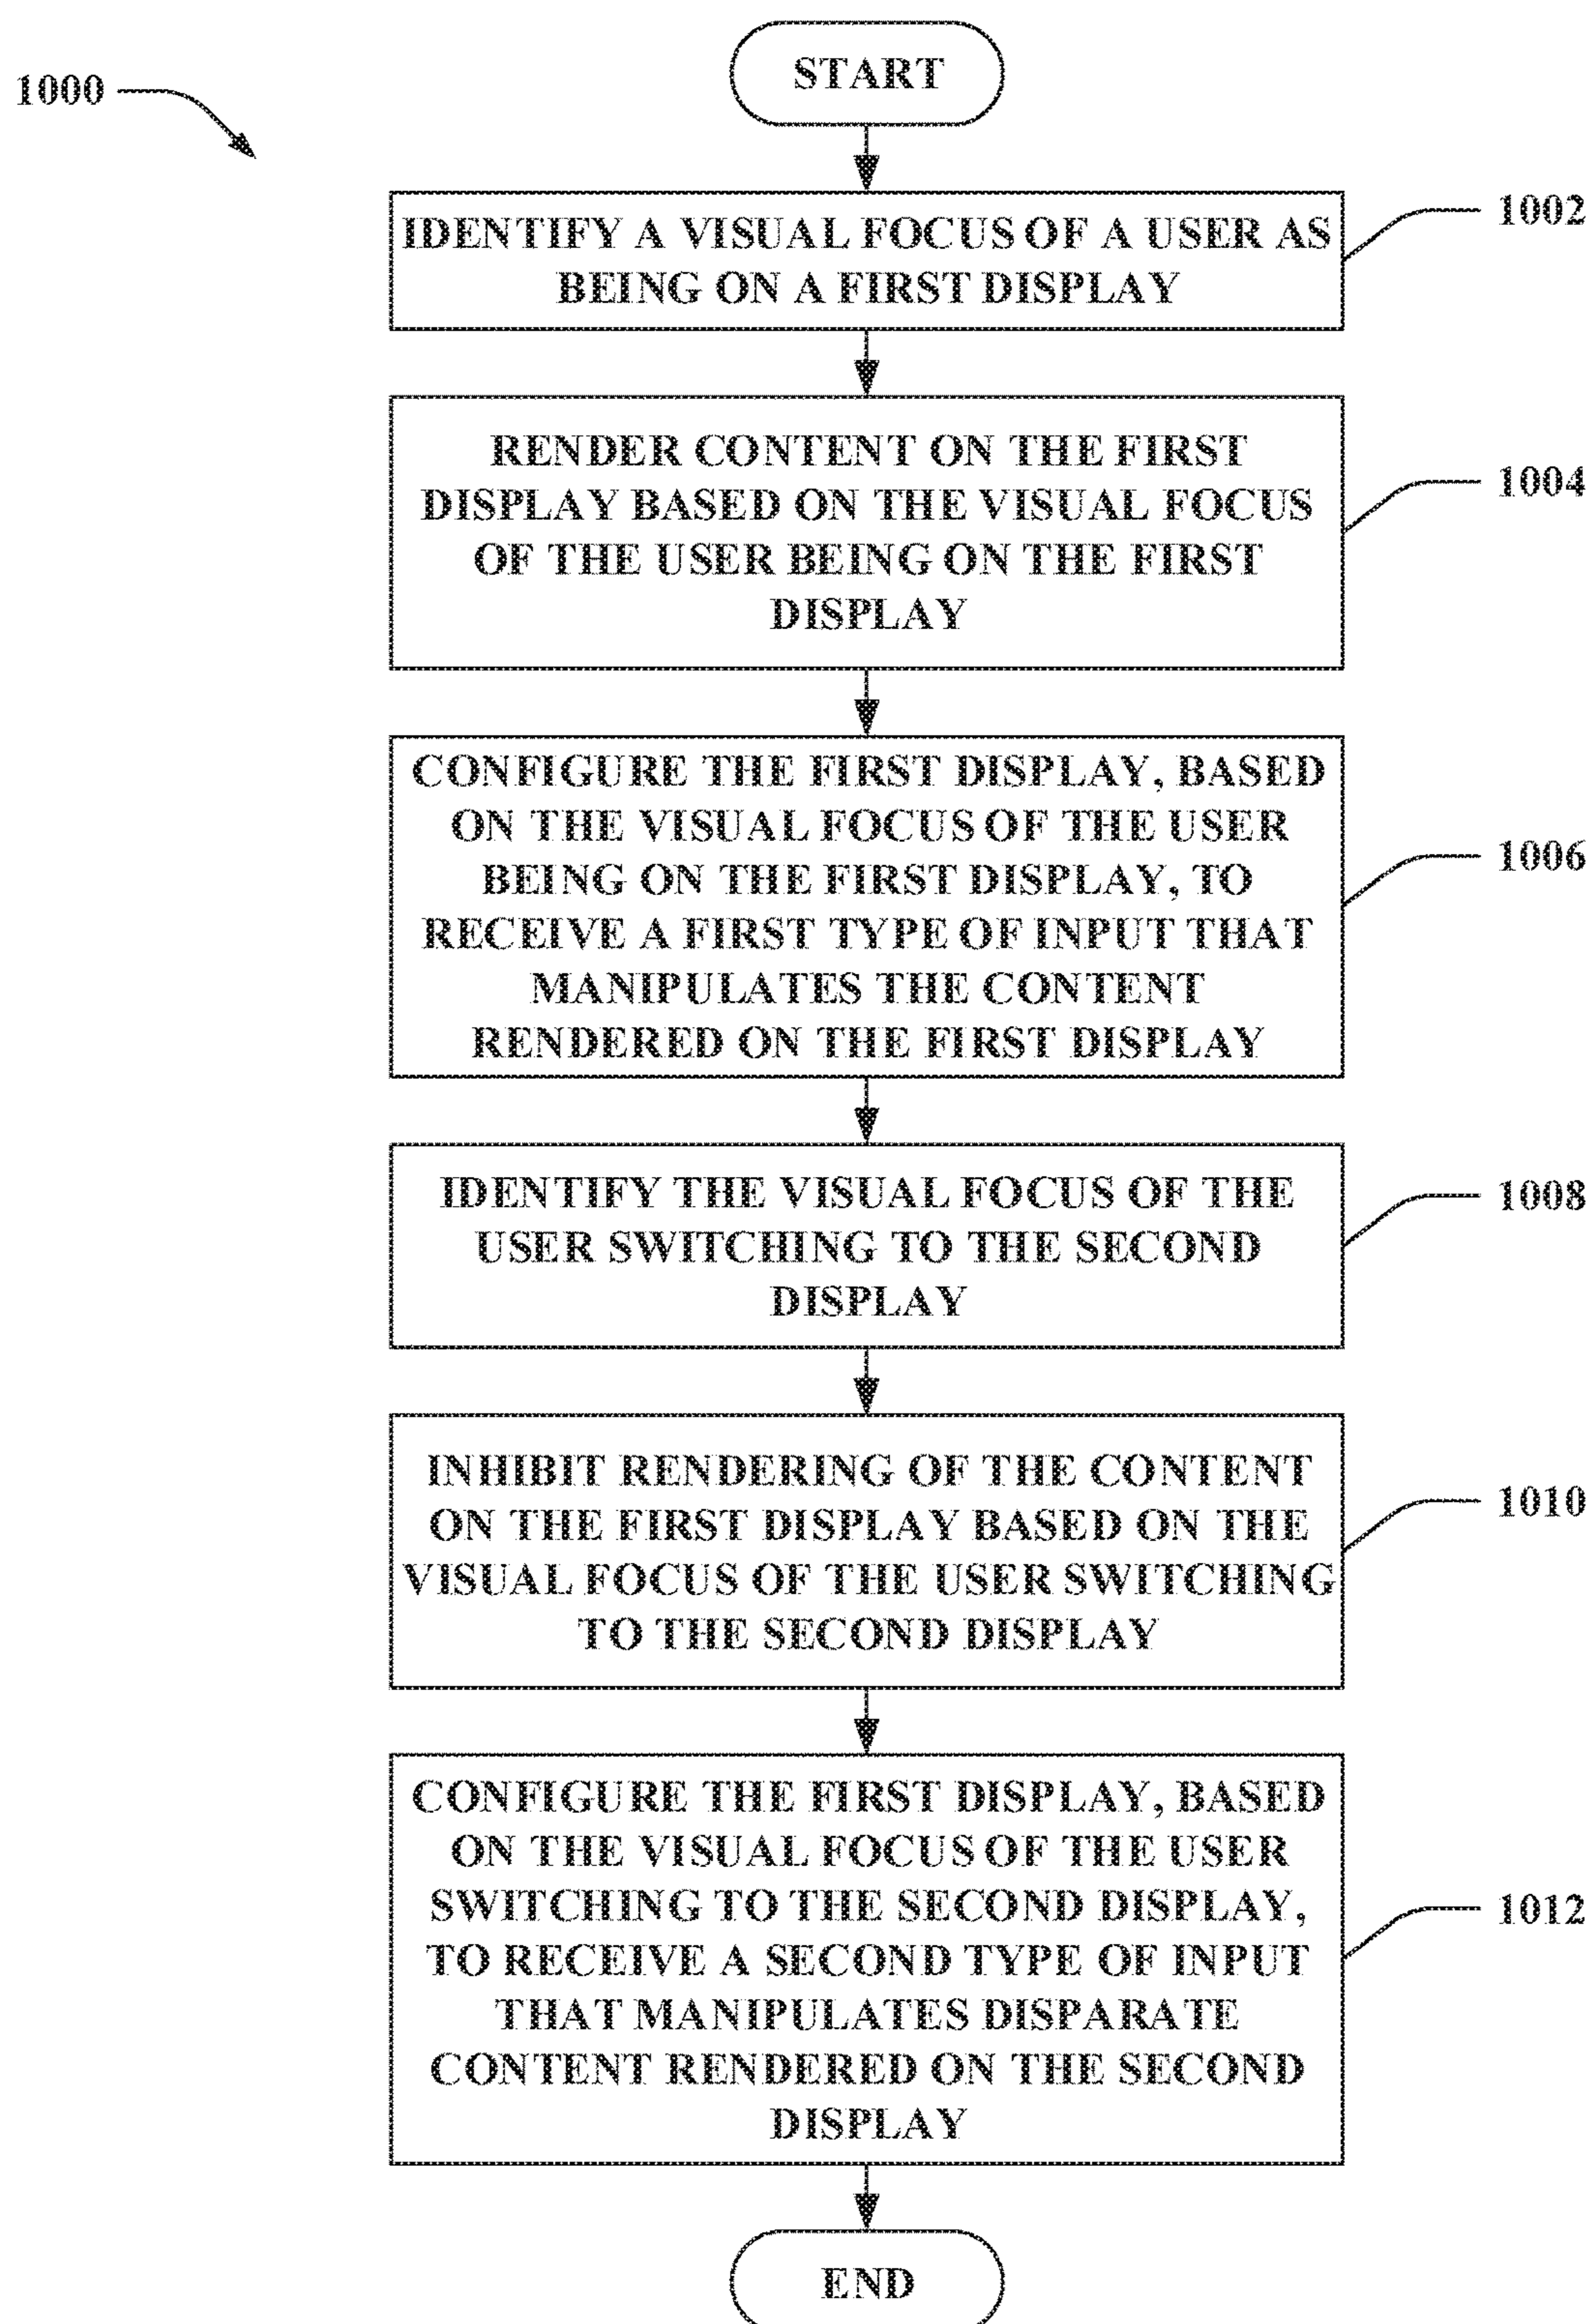 1000
START
IDENTIFY A VISUAL FOCUS OF A USER AS
BEING ON A FIRST DISPLAY
1002
RENDER CONTENT ON THE FIRST
DISPLAY BASED ON THE VISUAL FOCUS
OF THE USER BEING ON THE FIRST
DISPLAY
1004
CONFIGURE THE FIRST DISPLAY, BASED
ON THE VISUAL FOCUS OF THE USER
BEING ON THE FIRST DISPLAY, TO
RECEIVE A FIRST TYPE OF INPUT THAT
MANIPULATES THE CONTENT
RENDERED ON THE FIRST DISPLAY
1006
IDENTIFY THE VISUAL FOCUS OF THE
USER SWITCHING TO THE SECOND
DISPLAY
1008
INHIBIT RENDERING OF THE CONTENT
ON THE FIRST DISPLAY BASED ON THE
VISUAL FOCUS OF THE USER SWITCHING
TO THE SECOND DISPLAY
1010
CONFIGURE THE FIRST DISPLAY, BASED
ON THE VISUAL FOCUS OF THE USER
SWITCHING TO THE SECOND DISPLAY,
TO RECEIVE A SECOND TYPE OF INPUT
THAT MANIPULATES DISPARATE
CONTENT RENDERED ON THE SECOND
DISPLAY
1012
END